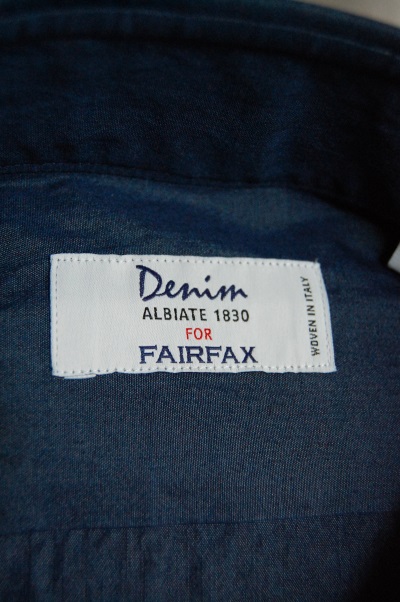 Denim
ALBIATE 1830
FOR
FAIRFAX
WOVEN IN ITALY